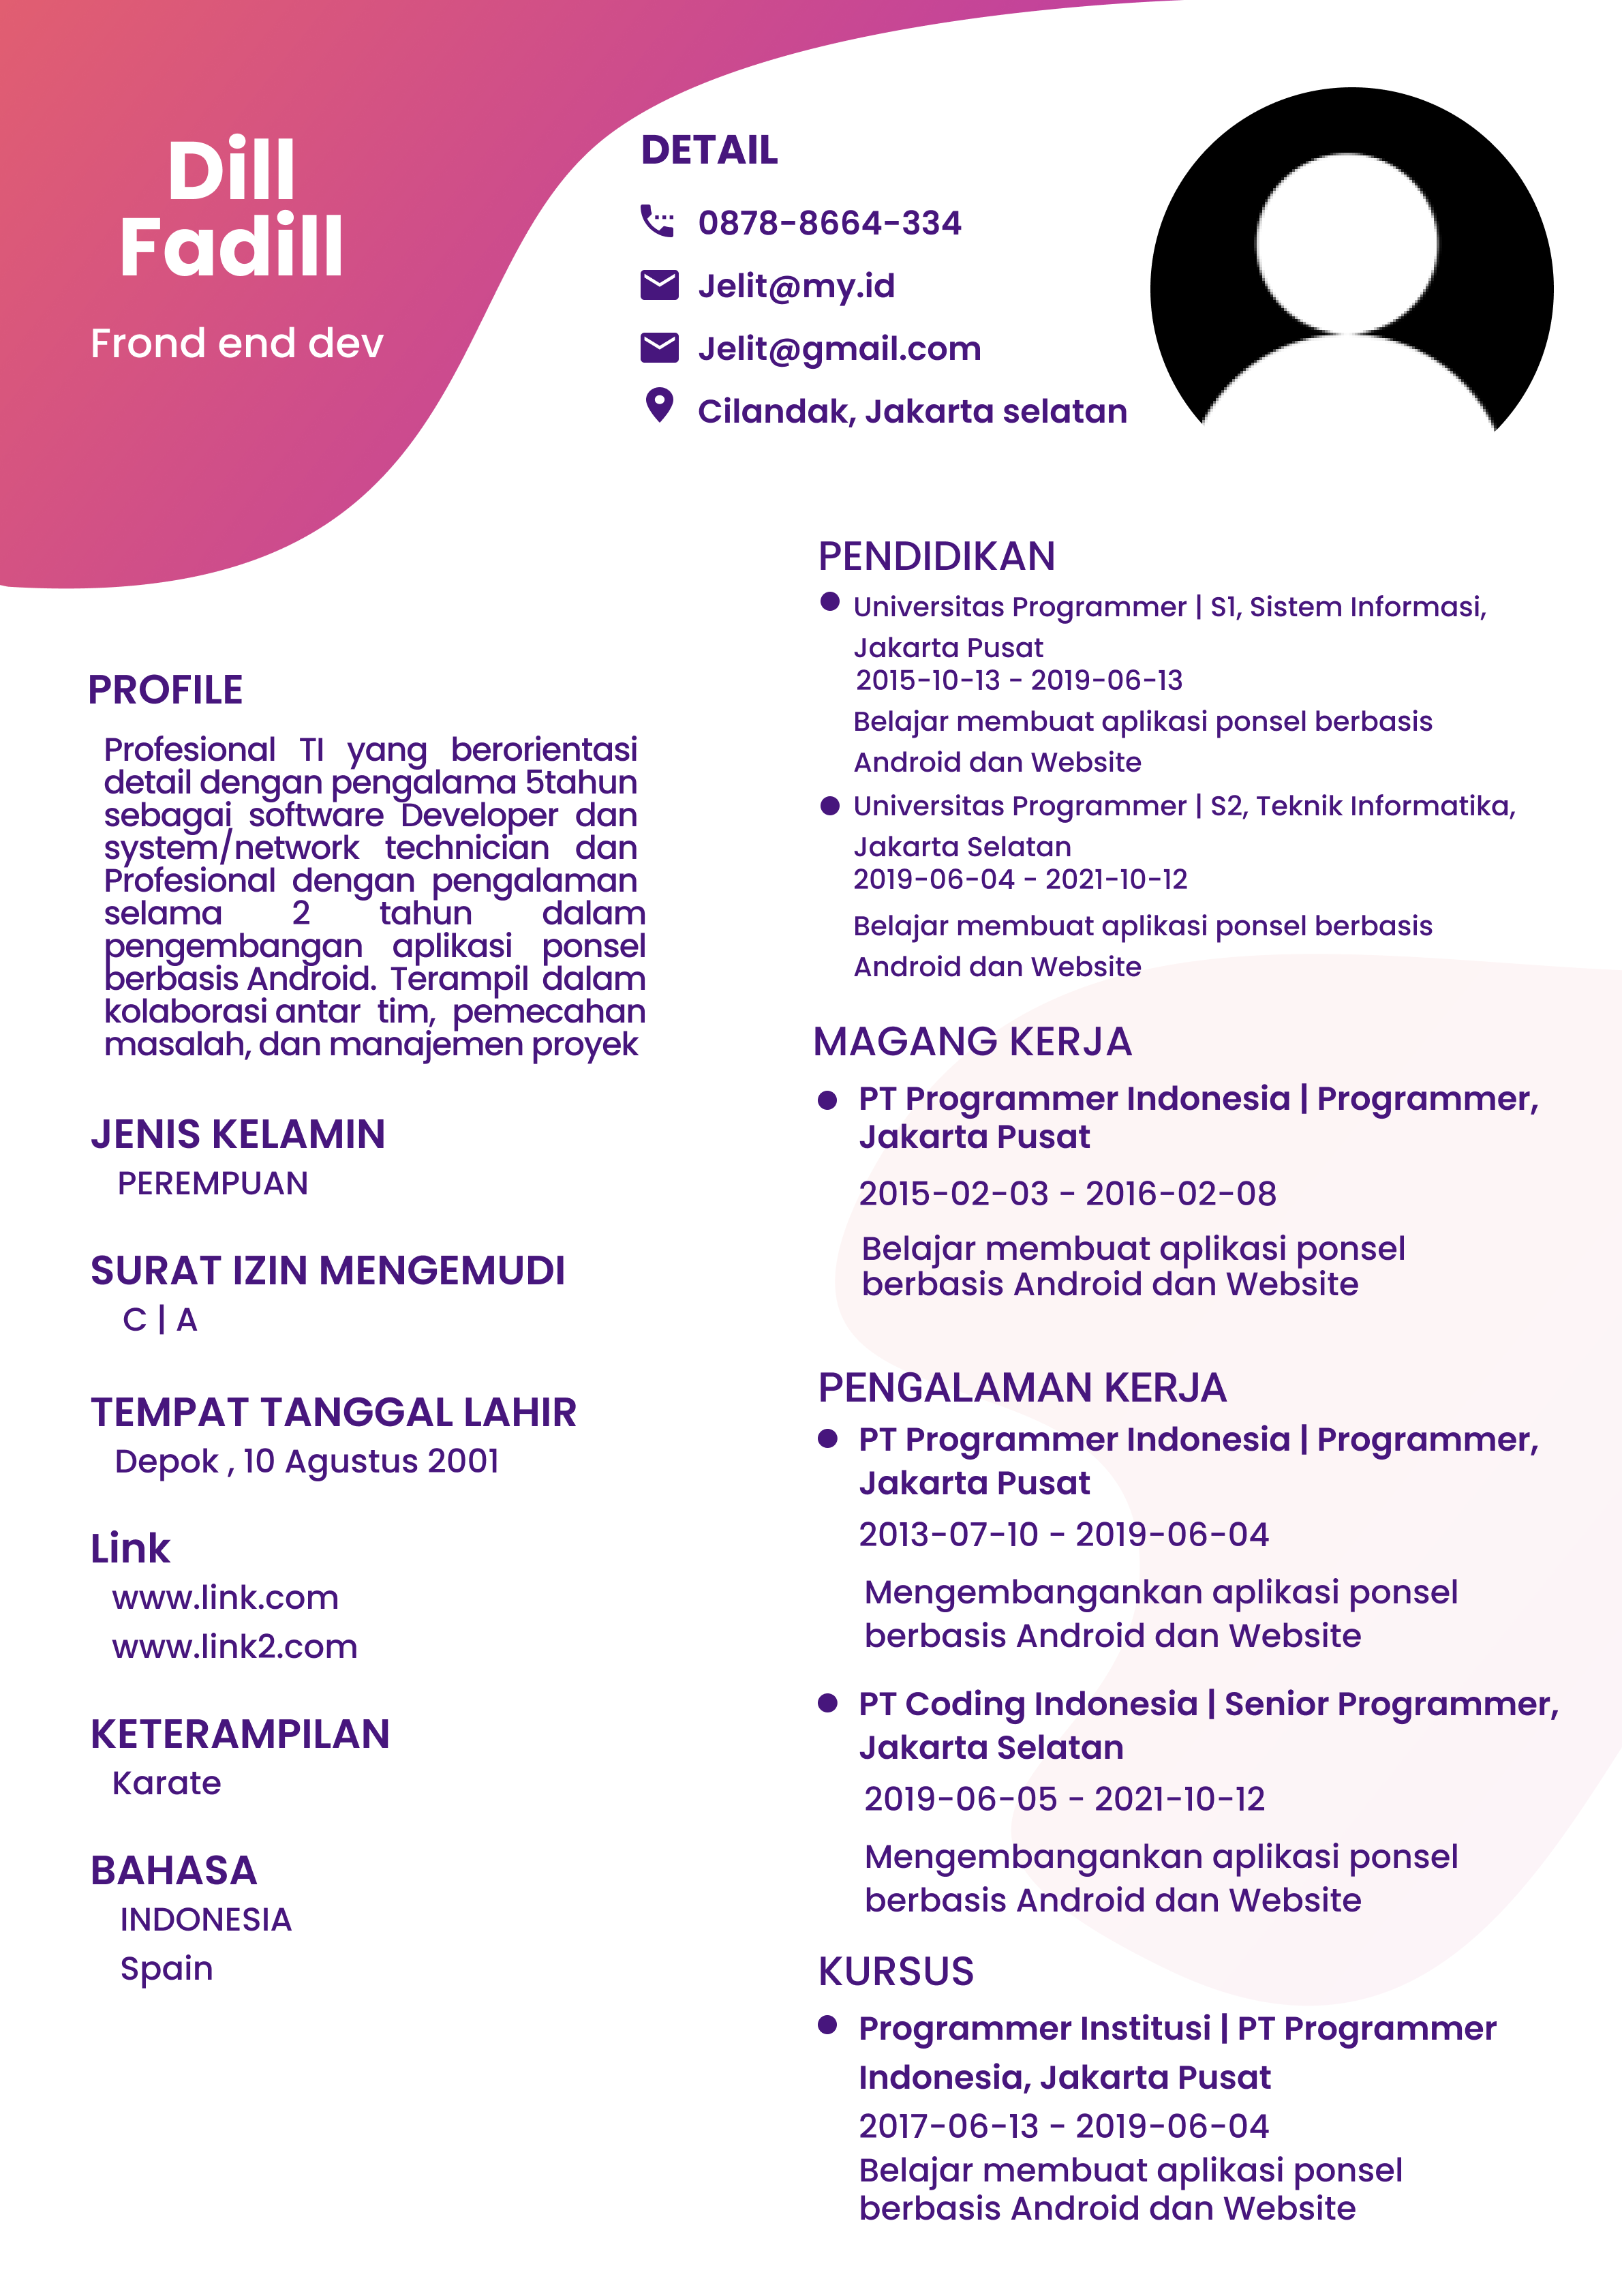 Dill
Fadill
Frond end dev
DETAIL
0878-8664-334
Jelit@my.id
Jelit@gmail.com
Cilandak, Jakarta selatan
PROFILE
Profesional TI yang berorientasi
detail dengan pengalama 5tahun
sebagai software Developer dan
system/network technician dan
Profesional dengan pengalaman
selama 2 tahun dalam
pengembangan aplikasi ponsel
berbasis Android. Terampil dalam
kolaborasi antar tim, pemecahan
masalah, dan manajemen proyek
JENIS KELAMIN
PEREMPUAN
SURAT IZIN MENGEMUDI
C | A
TEMPAT TANGGAL LAHIR
Depok , 10 Agustus 2001
Link
www.link.com
www.link2.com
KETERAMPILAN
Karate
BAHASA
INDONESIA
Spain
PENDIDIKAN
Universitas Programmer | S1, Sistem Informasi,
Jakarta Pusat
2015-10-13 - 2019-06-13
Belajar membuat aplikasi ponsel berbasis
Android dan Website
Universitas Programmer | S2, Teknik Informatika,
Jakarta Selatan
2019-06-04 - 2021-10-12
Belajar membuat aplikasi ponsel berbasis
Android dan Website
MAGANG KERJA
PT Programmer Indonesia | Programmer,
Jakarta Pusat
2015-02-03 - 2016-02-08
Belajar membuat aplikasi ponsel
berbasis Android dan Website
PENGALAMAN KERJA
PT Programmer Indonesia | Programmer,
Jakarta Pusat
2013-07-10 - 2019-06-04
Mengembangankan aplikasi ponsel
berbasis Android dan Website
PT Coding Indonesia | Senior Programmer,
Jakarta Selatan
2019-06-05 - 2021-10-12
Mengembangankan aplikasi ponsel
berbasis Android dan Website
KURSUS
Programmer Institusi | PT Programmer
Indonesia, Jakarta Pusat
2017-06-13 - 2019-06-04
Belajar membuat aplikasi ponsel
berbasis Android dan Website